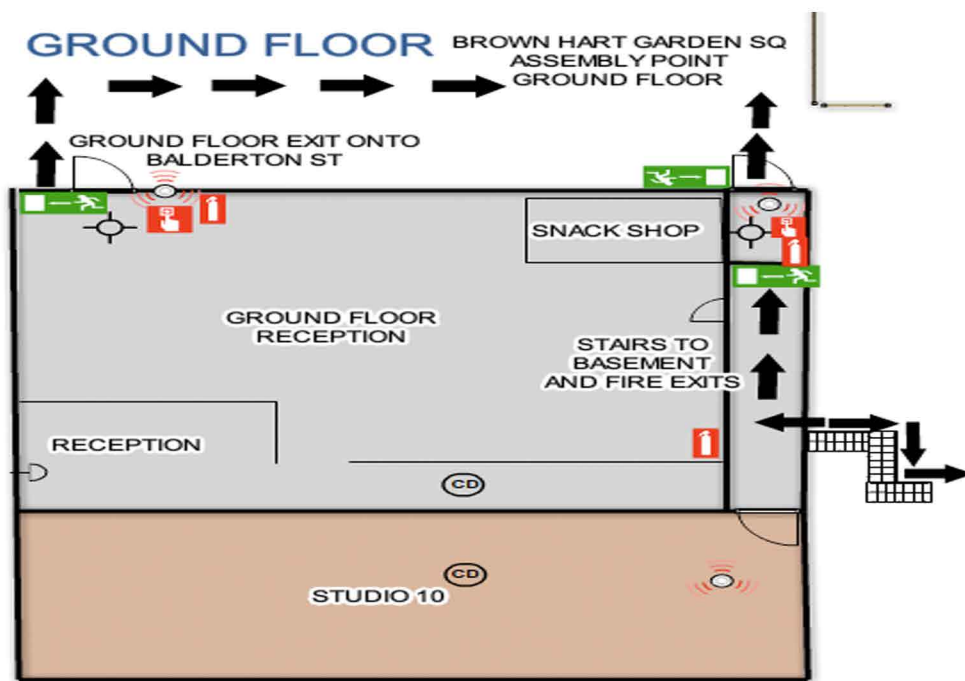 GROUND FLOOR
BROWN HART GARDEN SQ
ASSEMBLY POINT
GROUND FLOOR
GROUND FLOOR EXIT ONTO
BALDERTON ST
SNACK SHOP
GROUND FLOOR
RECEPTION
STAIRS TO
BASEMENT
AND FIRE EXITS
RECEPTION
CD
CD
STUDIO 10